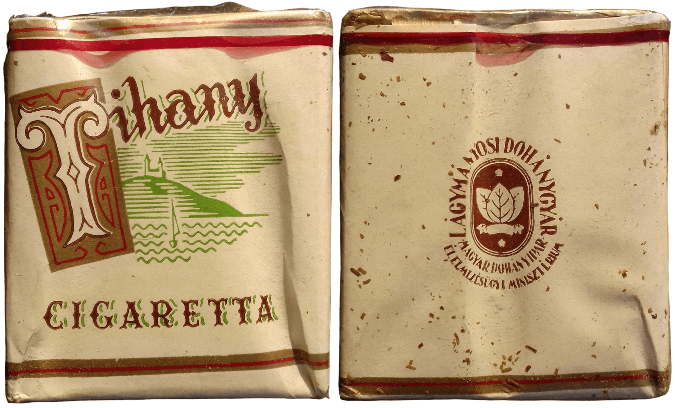 Tihany
CIGARETTA
LÁGYMÁNYOSI DOHÁNYGYÁR
MAGYAR DOHÁNYIPAR
ÉLELMEZÉSÜGYI MINISZTÉRIUM